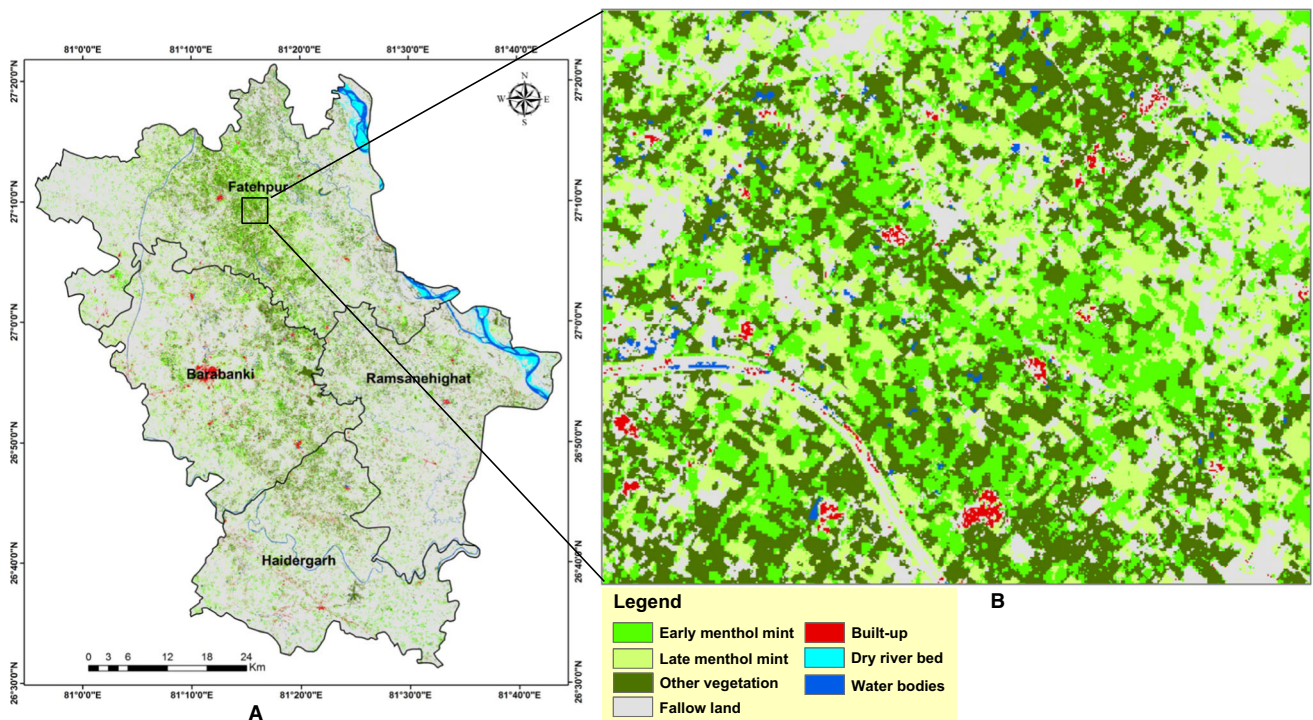 81°0'0"E 81°10'0"E 81°20'0"E 81°30'0"E 81°40'0"E
27°20'0"N 27°20'0"N
N
W E
S
Fatehpur
27°10'0"N 27°10'0"N
27°0'0"N 27°0'0"N
Barabanki Ramsanehighat
26°50'0"N 26°50'0"N
Haidergarh
26°40'0"N 26°40'0"N
0 3 6 12 18 24
Km
26°30'0"N 26°30'0"N
81°0'0"E 81°10'0"E 81°20'0"E 81°30'0"E 81°40'0"E
A
B
Legend
Early menthol mint
Late menthol mint
Other vegetation
Fallow land
Built-up
Dry river bed
Water bodies